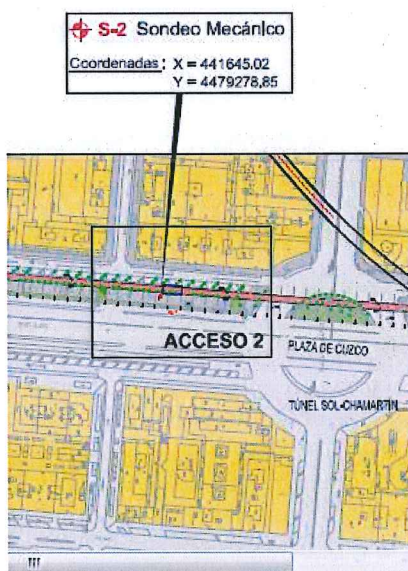 S-2 Sondeo Mecánico
Coordenadas: X = 441645,02
Y = 4479278,85
ACCESO 2
PLAZA DE CUZCO
TÚNEL SOL-CHAMARTÍN